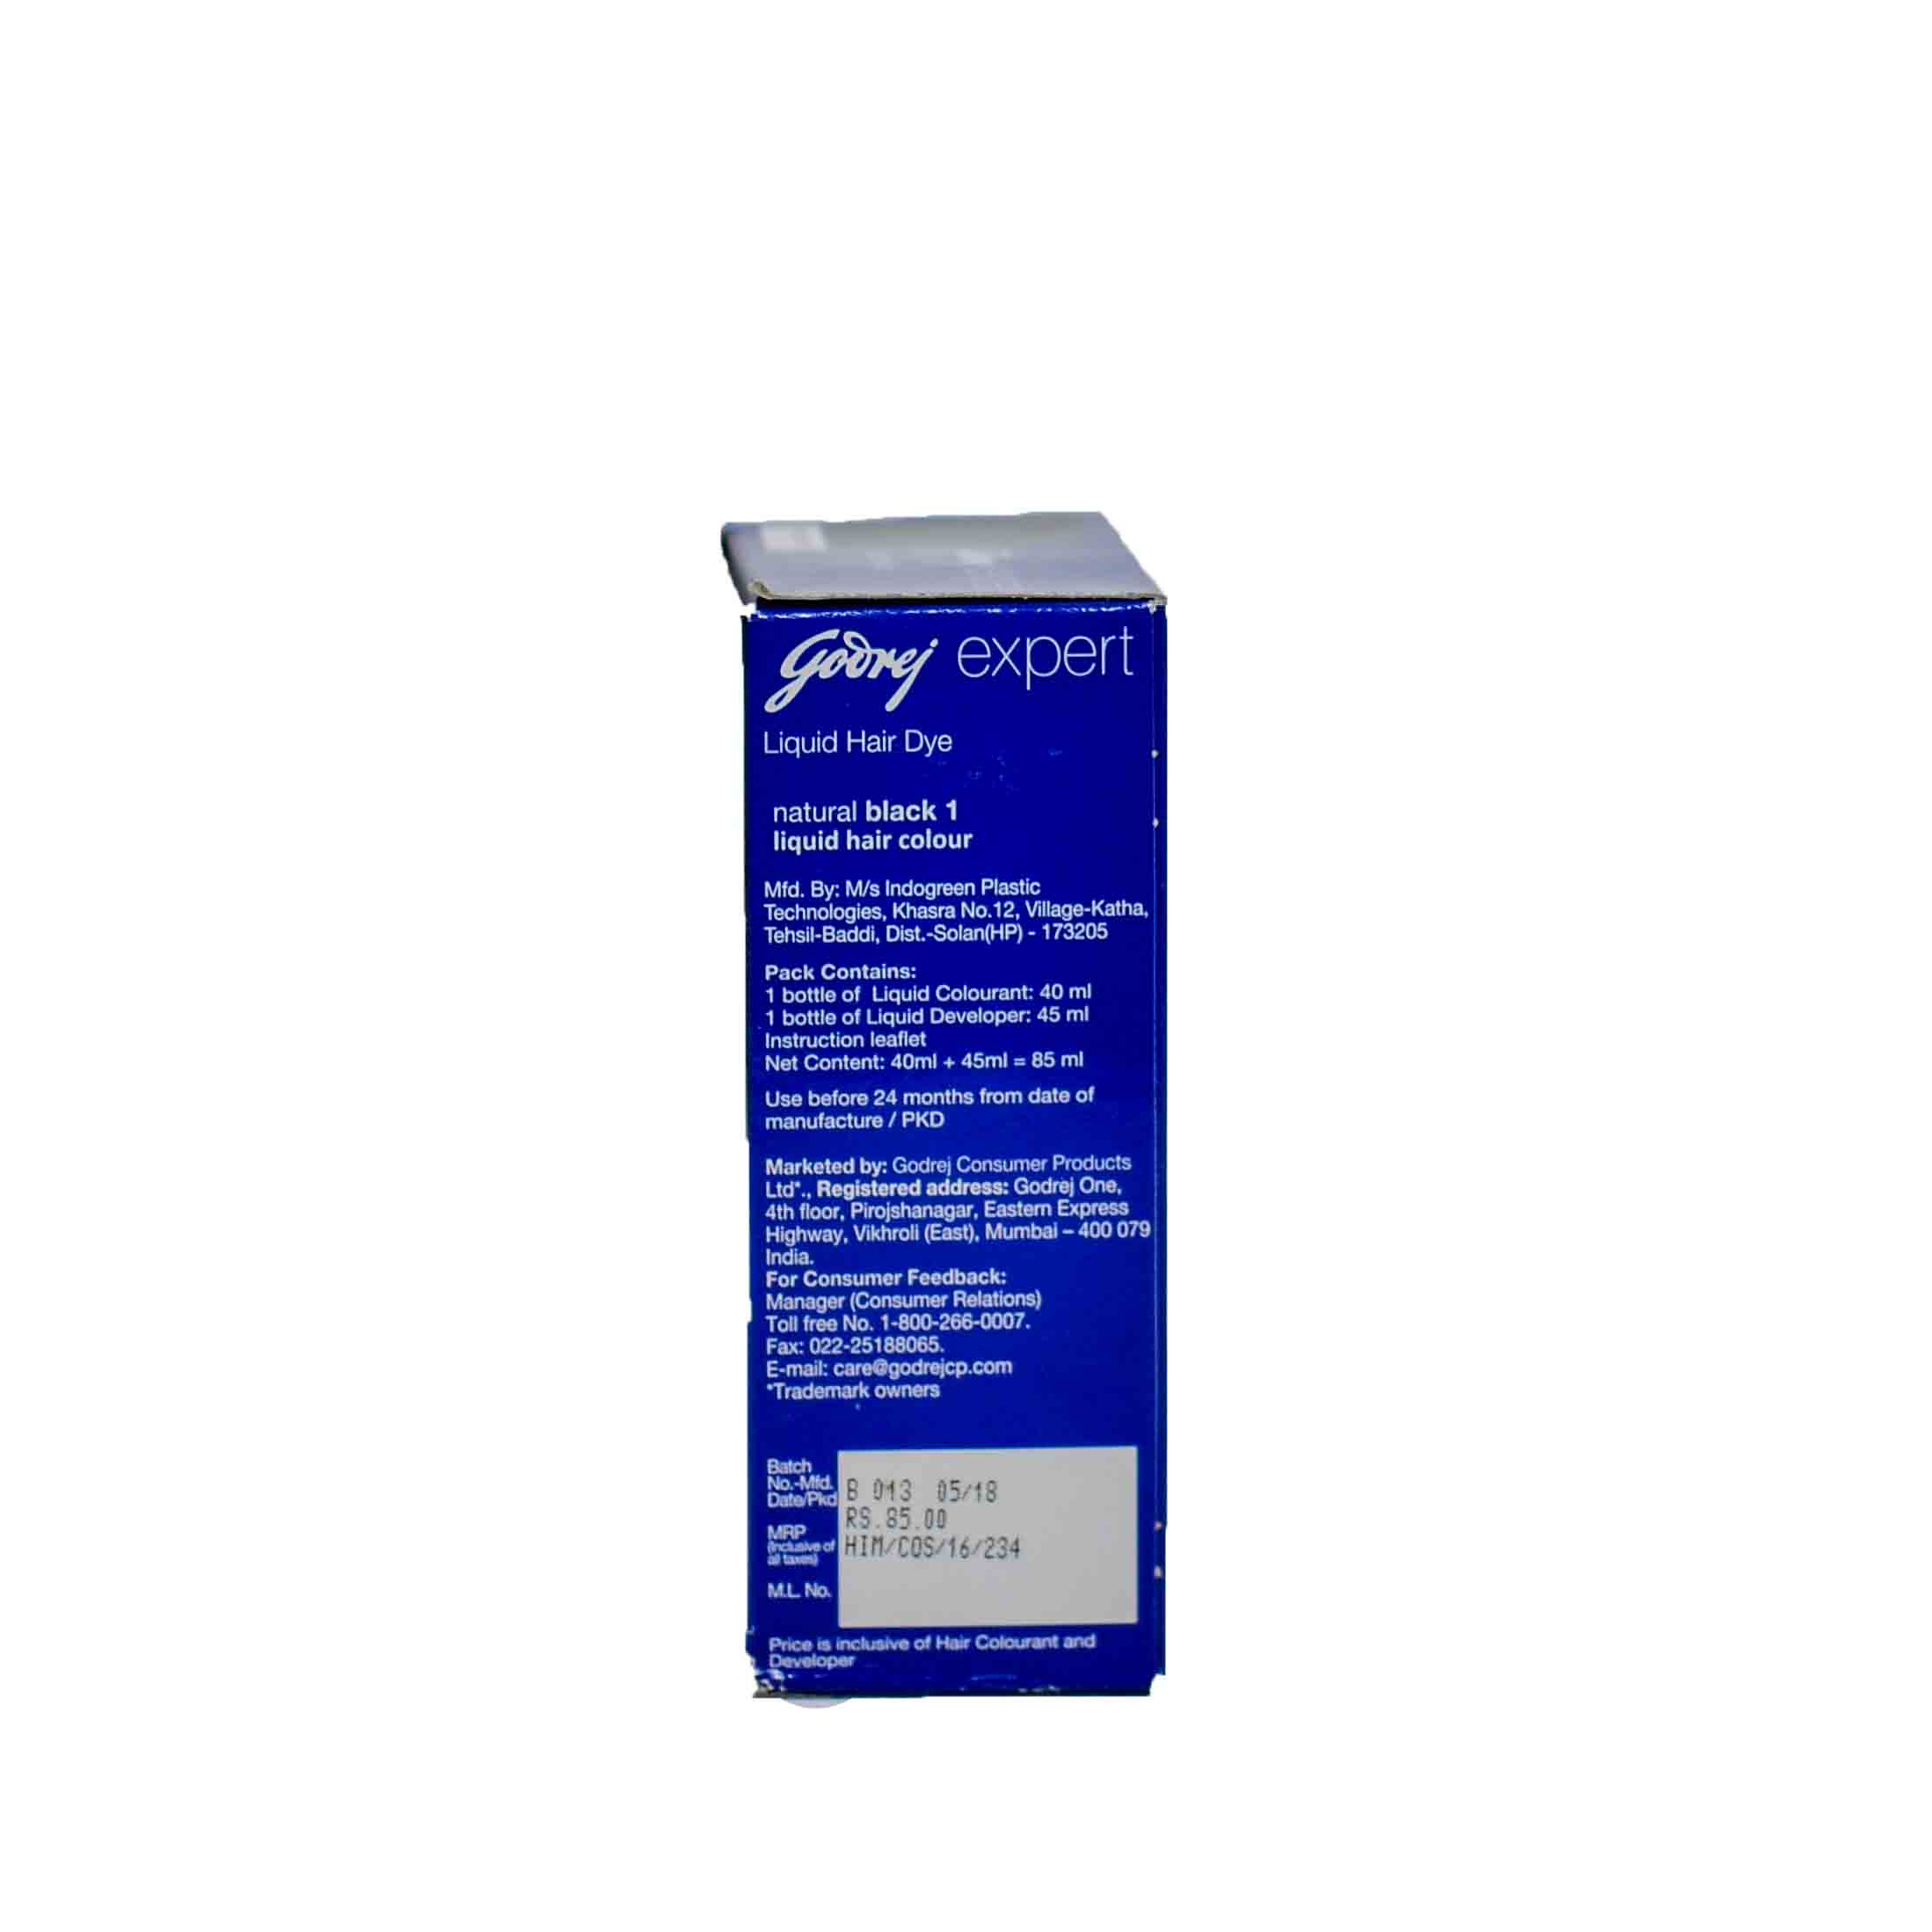 Godrej expert
Liquid Hair Dye
natural black 1
liquid hair colour
Mfd. By: M/s Indogreen Plastic
Technologies, Khasra No.12, Village-Katha,
Tehsil-Baddi, Dist.-Solan(HP) - 173205
Pack Contains:
1 bottle of Liquid Colourant: 40 ml
1 bottle of Liquid Developer: 45 ml
Instruction leaflet
Net Content: 40ml + 45ml = 85 ml
Use before 24 months from date of
manufacture / PKD
Marketed by: Godrej Consumer Products
Ltd*., Registered address: Godrej One,
4th floor, Pirojshanagar, Eastern Express
Highway, Vikhroli (East), Mumbai – 400 079
India.
For Consumer Feedback:
Manager (Consumer Relations)
Toll free No. 1-800-266-0007.
Fax: 022-25188065.
E-mail: care@godrejcp.com
*Trademark owners
Batch
No.-Mfd.
Date/Pkd
B 013 05/18
MRP
(Inclusive of
all taxes)
RS.85.00
M.L. No.
HIM/COS/16/234
Price is inclusive of Hair Colourant and
Developer